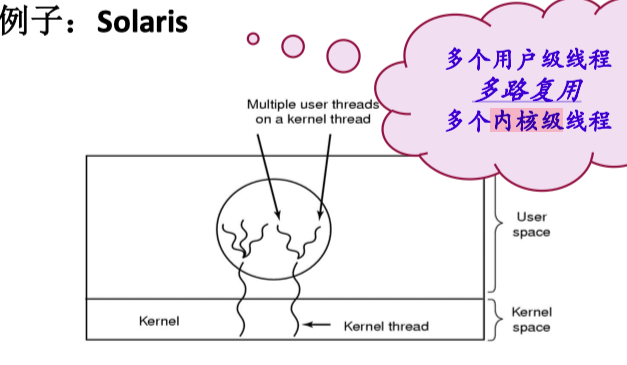 例子：Solaris
多个用户级线程
多路复用
多个内核级线程
Multiple user threads
on a kernel thread
User
space
Kernel
Kernel thread
Kernel
space